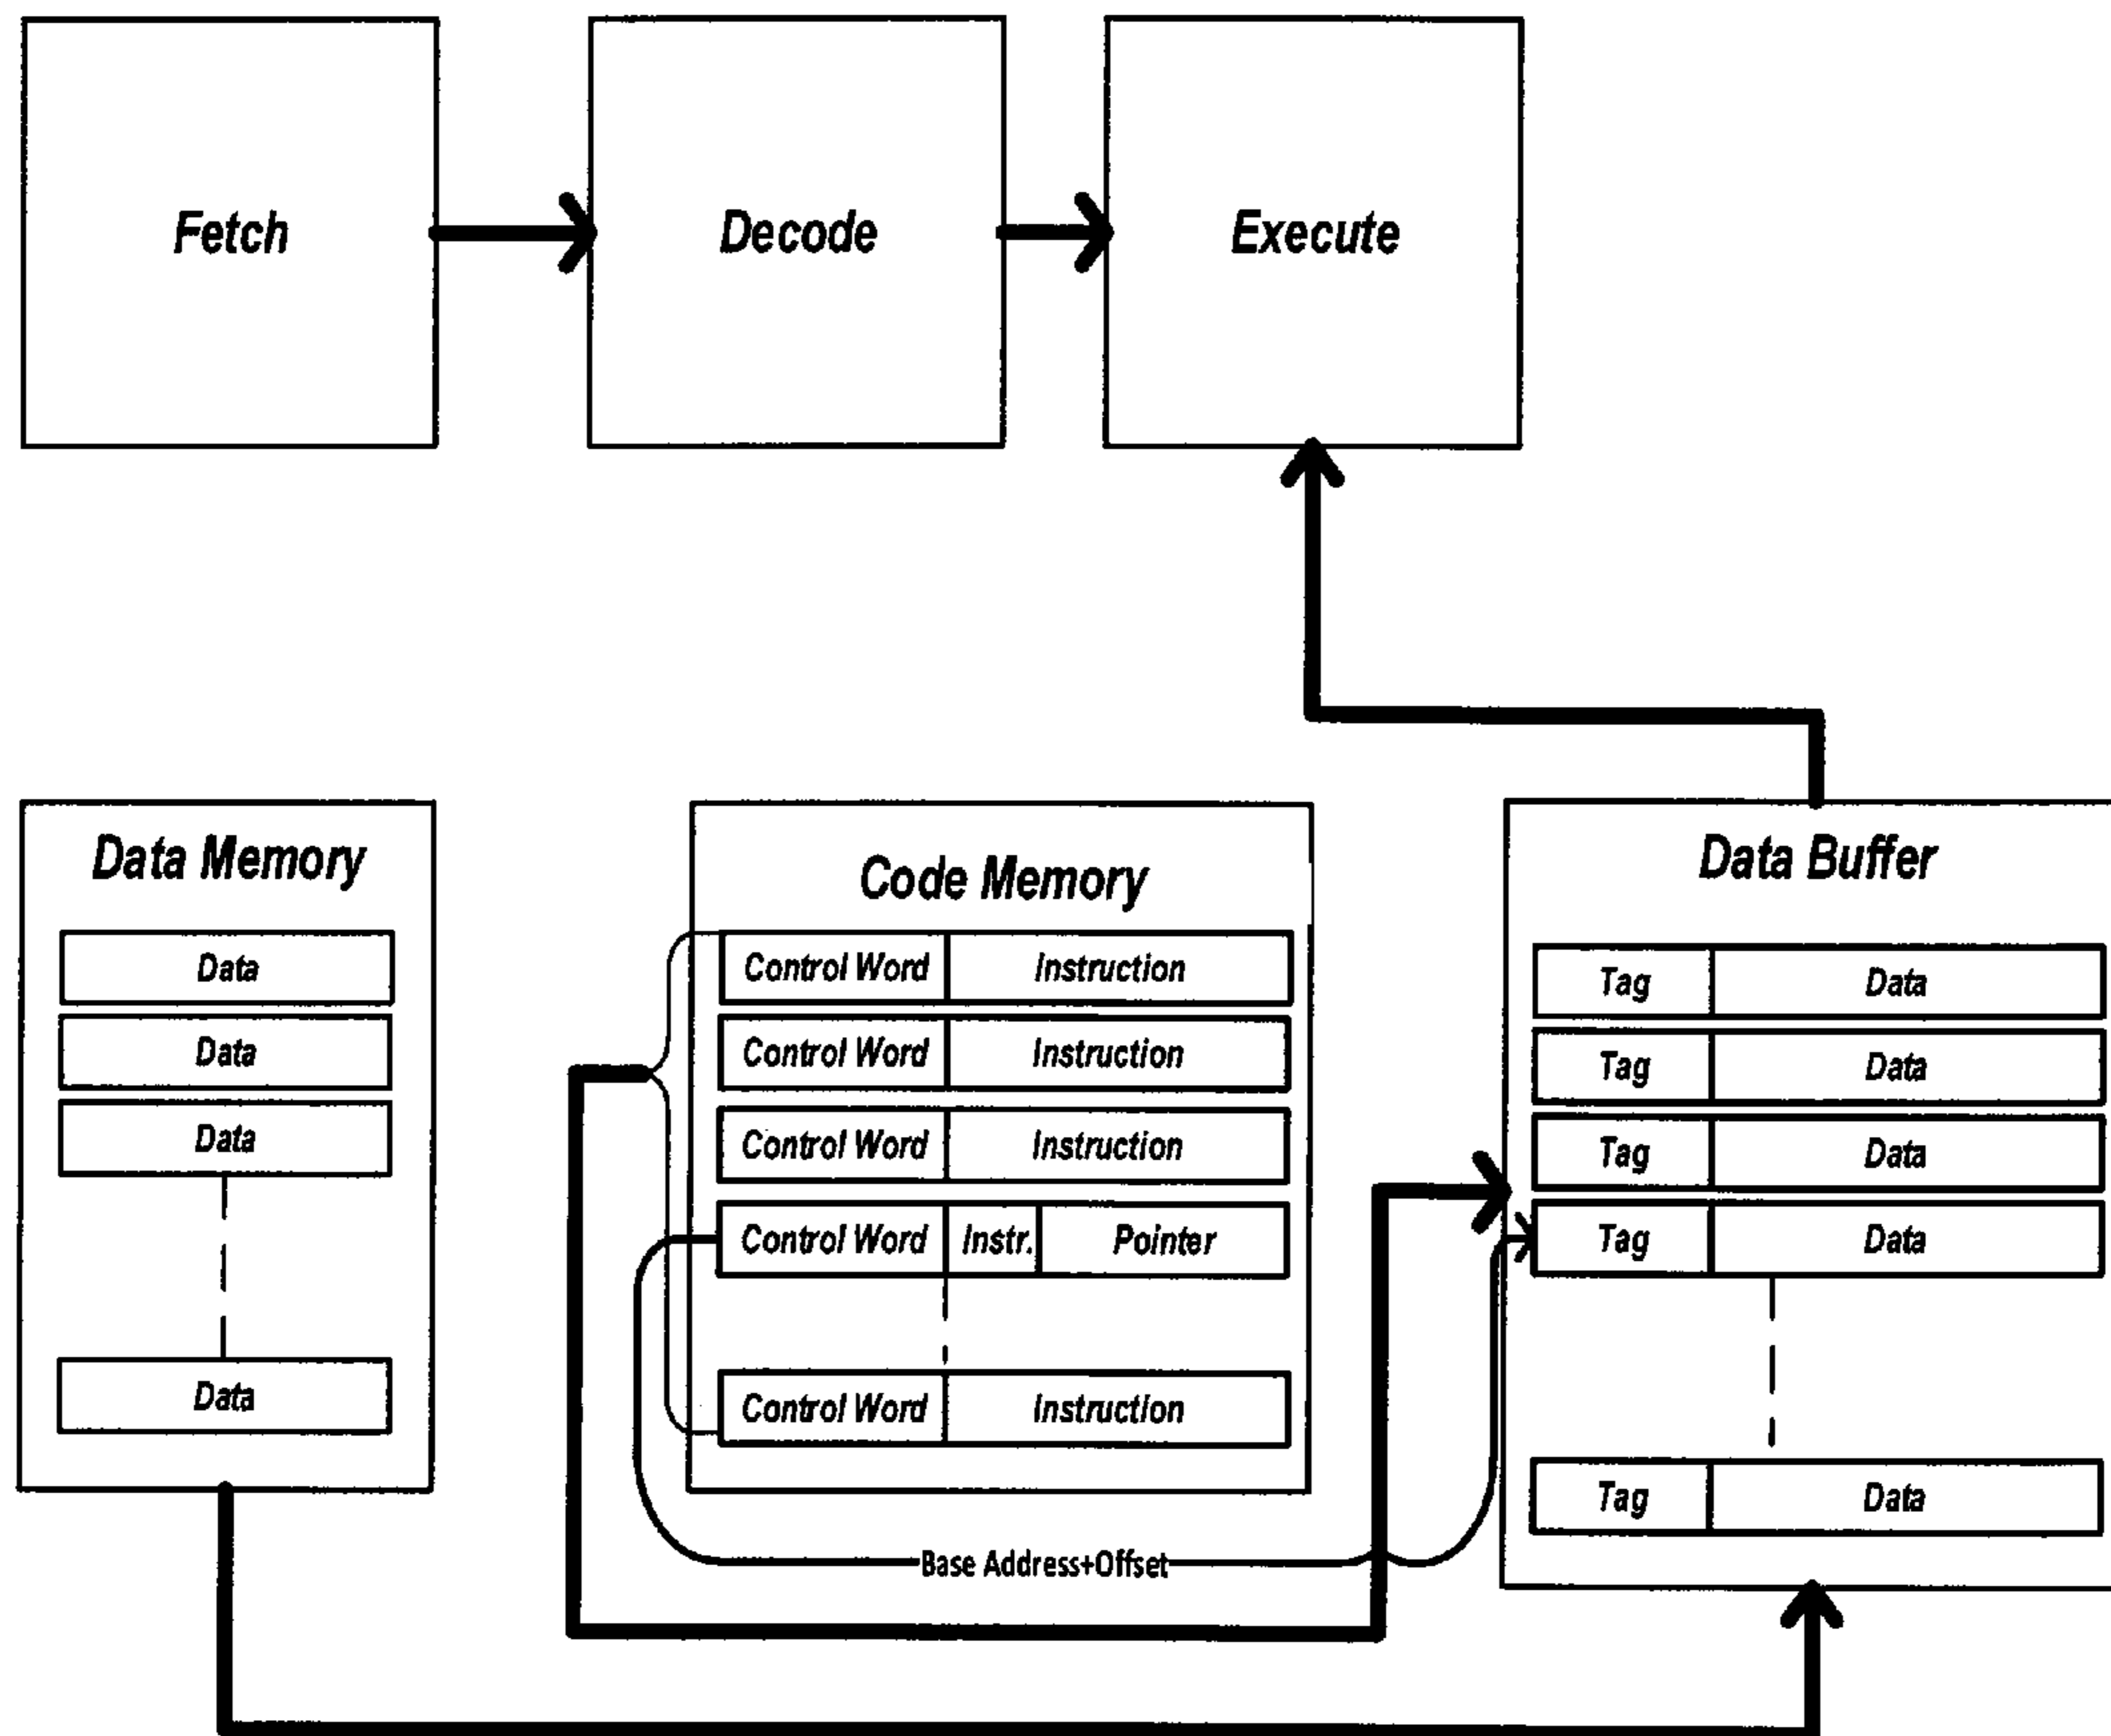 Fetch
Decode
Execute
Data Memory
Data
Data
Data
Data
Code Memory
Control Word Instruction
Control Word Instruction
Control Word Instruction
Control Word Instr. Pointer
Control Word Instruction
Base Address+Offset
Data Buffer
Tag Data
Tag Data
Tag Data
Tag Data
Tag Data